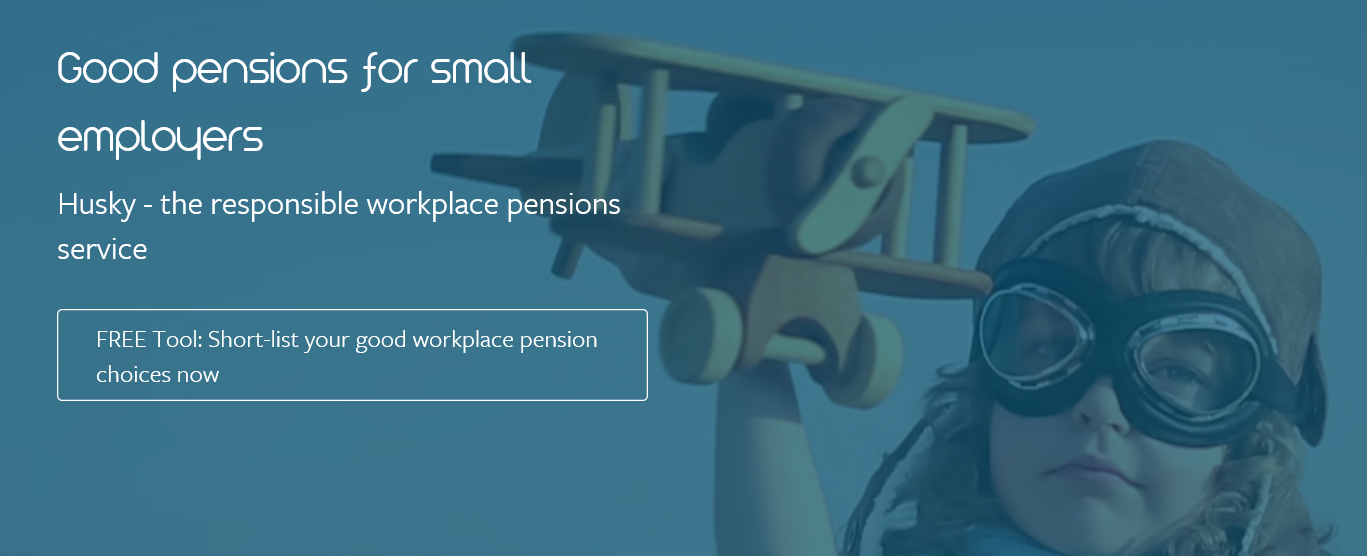 Good pensions for small
employers
Husky - the responsible workplace pensions
service
FREE Tool: Short-list your good workplace pension
choices now